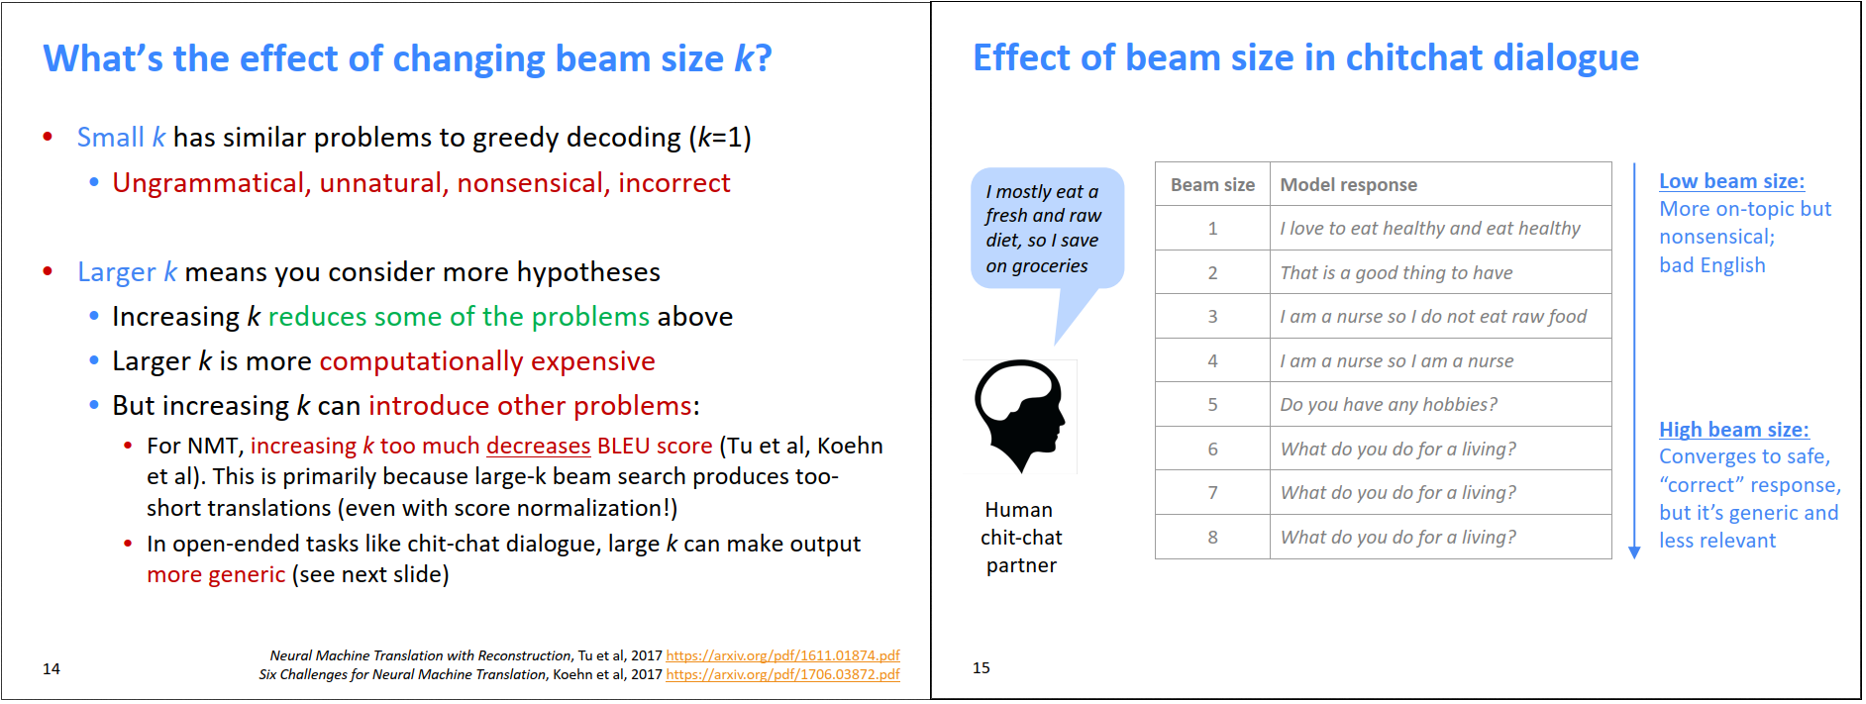 What's the effect of changing beam size k?
• Small k has similar problems to greedy decoding (k=1)
• Ungrammatical, unnatural, nonsensical, incorrect
• Larger k means you consider more hypotheses
• Increasing k reduces some of the problems above
• Larger k is more computationally expensive
• But increasing k can introduce other problems:
• For NMT, increasing k too much decreases BLEU score (Tu et al, Koehn
et al). This is primarily because large-k beam search produces too-
short translations (even with score normalization!)
• In open-ended tasks like chit-chat dialogue, large k can make output
more generic (see next slide)
Neural Machine Translation with Reconstruction, Tu et al, 2017 https://arxiv.org/pdf/1611.01874.pdf
Six Challenges for Neural Machine Translation, Koehn et al, 2017 https://arxiv.org/pdf/1706.03872.pdf
14
Effect of beam size in chitchat dialogue
I mostly eat a
fresh and raw
diet, so I save
on groceries
Human
chit-chat
partner
Beam size Model response
1 I love to eat healthy and eat healthy
2 That is a good thing to have
3 I am a nurse so I do not eat raw food
4 I am a nurse so I am a nurse
5 Do you have any hobbies?
6 What do you do for a living?
7 What do you do for a living?
8 What do you do for a living?
Low beam size:
More on-topic but
nonsensical;
bad English
High beam size:
Converges to safe,
“correct” response,
but it's generic and
less relevant
15